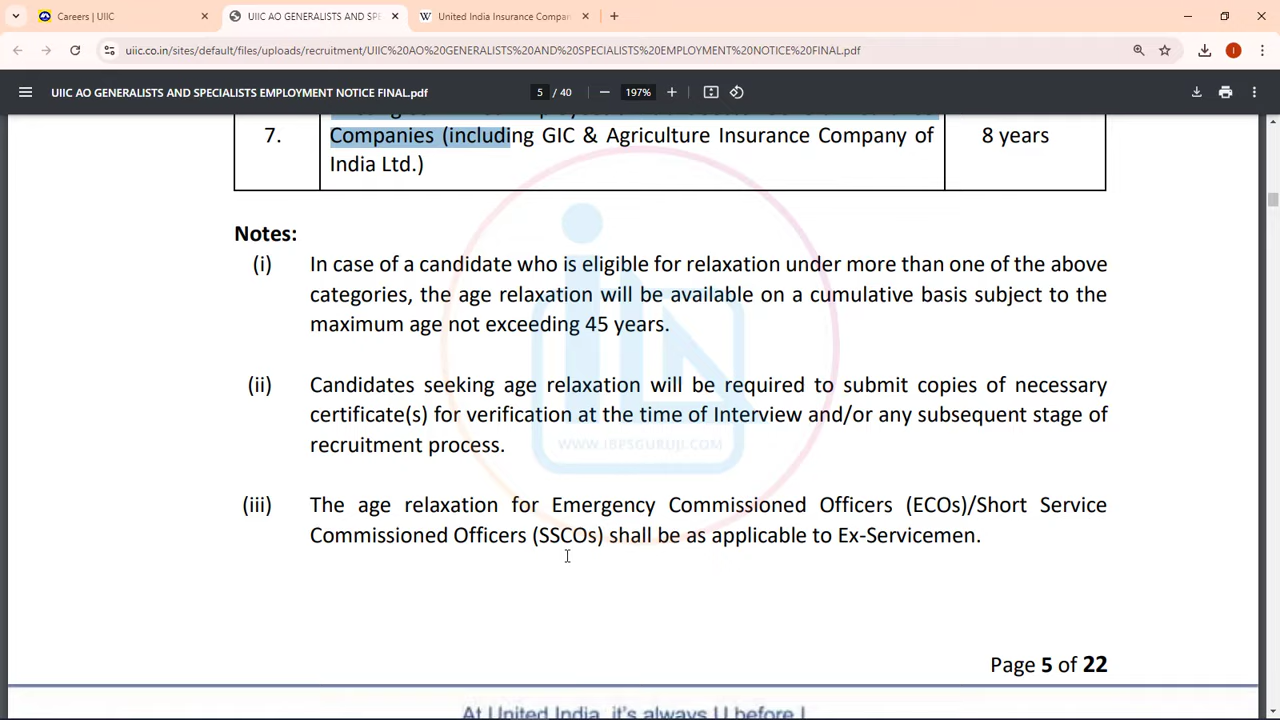 Careers | UIIC
UIIC AO GENERALISTS AND SPE
United India Insurance Compan
uiic.co.in/sites/default/files/uploads/recruitment/UIIC%20AO%20GENERALISTS%20AND%20SPECIALISTS%20EMPLOYMENT%20NOTICE%20FINAL.pdf
UIIC AO GENERALISTS AND SPECIALISTS EMPLOYMENT NOTICE FINAL.pdf
5 / 40
197%
7.
Companies (including GIC & Agriculture Insurance Company of
India Ltd.)
8 years
Notes:
(i) In case of a candidate who is eligible for relaxation under more than one of the above
categories, the age relaxation will be available on a cumulative basis subject to the
maximum age not exceeding 45 years.
(ii) Candidates seeking age relaxation will be required to submit copies of necessary
certificate(s) for verification at the time of Interview and/or any subsequent stage of
recruitment process.
WWW.IBPSGURUJI.COM
(iii) The age relaxation for Emergency Commissioned Officers (ECOs)/Short Service
Commissioned Officers (SSCOs) shall be as applicable to Ex-Servicemen.
Page 5 of 22
At United India, it's always U before I